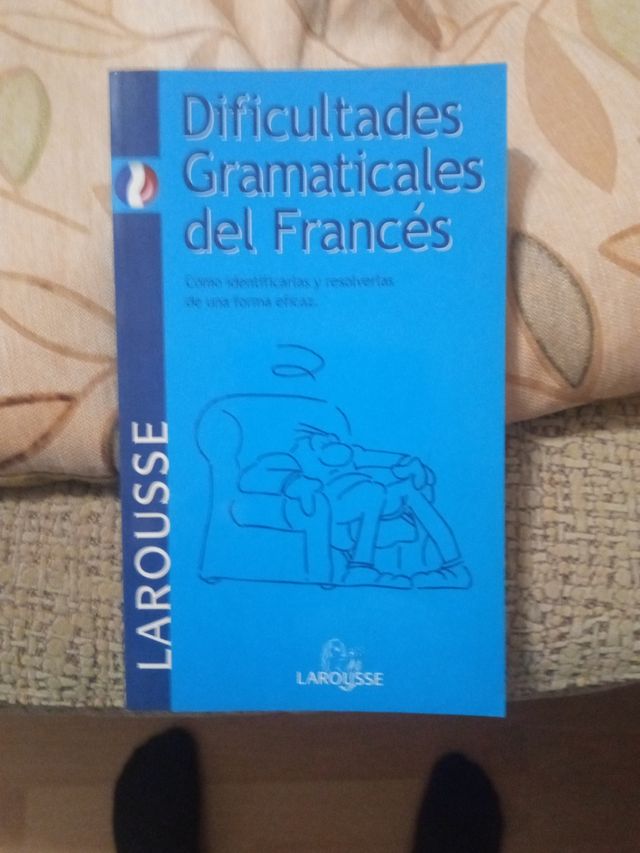 Dificultades
Gramaticales
del Francés
Cómo identificarlas y resolverlas
de una forma eficaz.
LAROUSSE
LAROUSSE